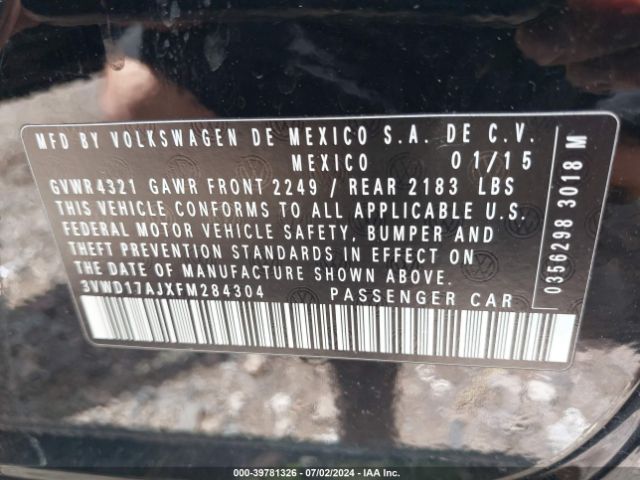 MFD BY VOLKSWAGEN DE MEXICO S.A. DE C.V.
MEXICO 01/15
GVWR4321 GAWR FRONT 2249 / REAR 2183 LBS
THIS VEHICLE CONFORMS TO ALL APPLICABLE U.S.
FEDERAL MOTOR VEHICLE SAFETY, BUMPER AND
THEFT PREVENTION STANDARDS IN EFFECT ON
THE DATE OF MANUFACTURE SHOWN ABOVE.
3VWD17AJXFM284304 PASSENGER CAR
0356298 3018 M
000-39781326 - 07/02/2024 - IAA Inc.